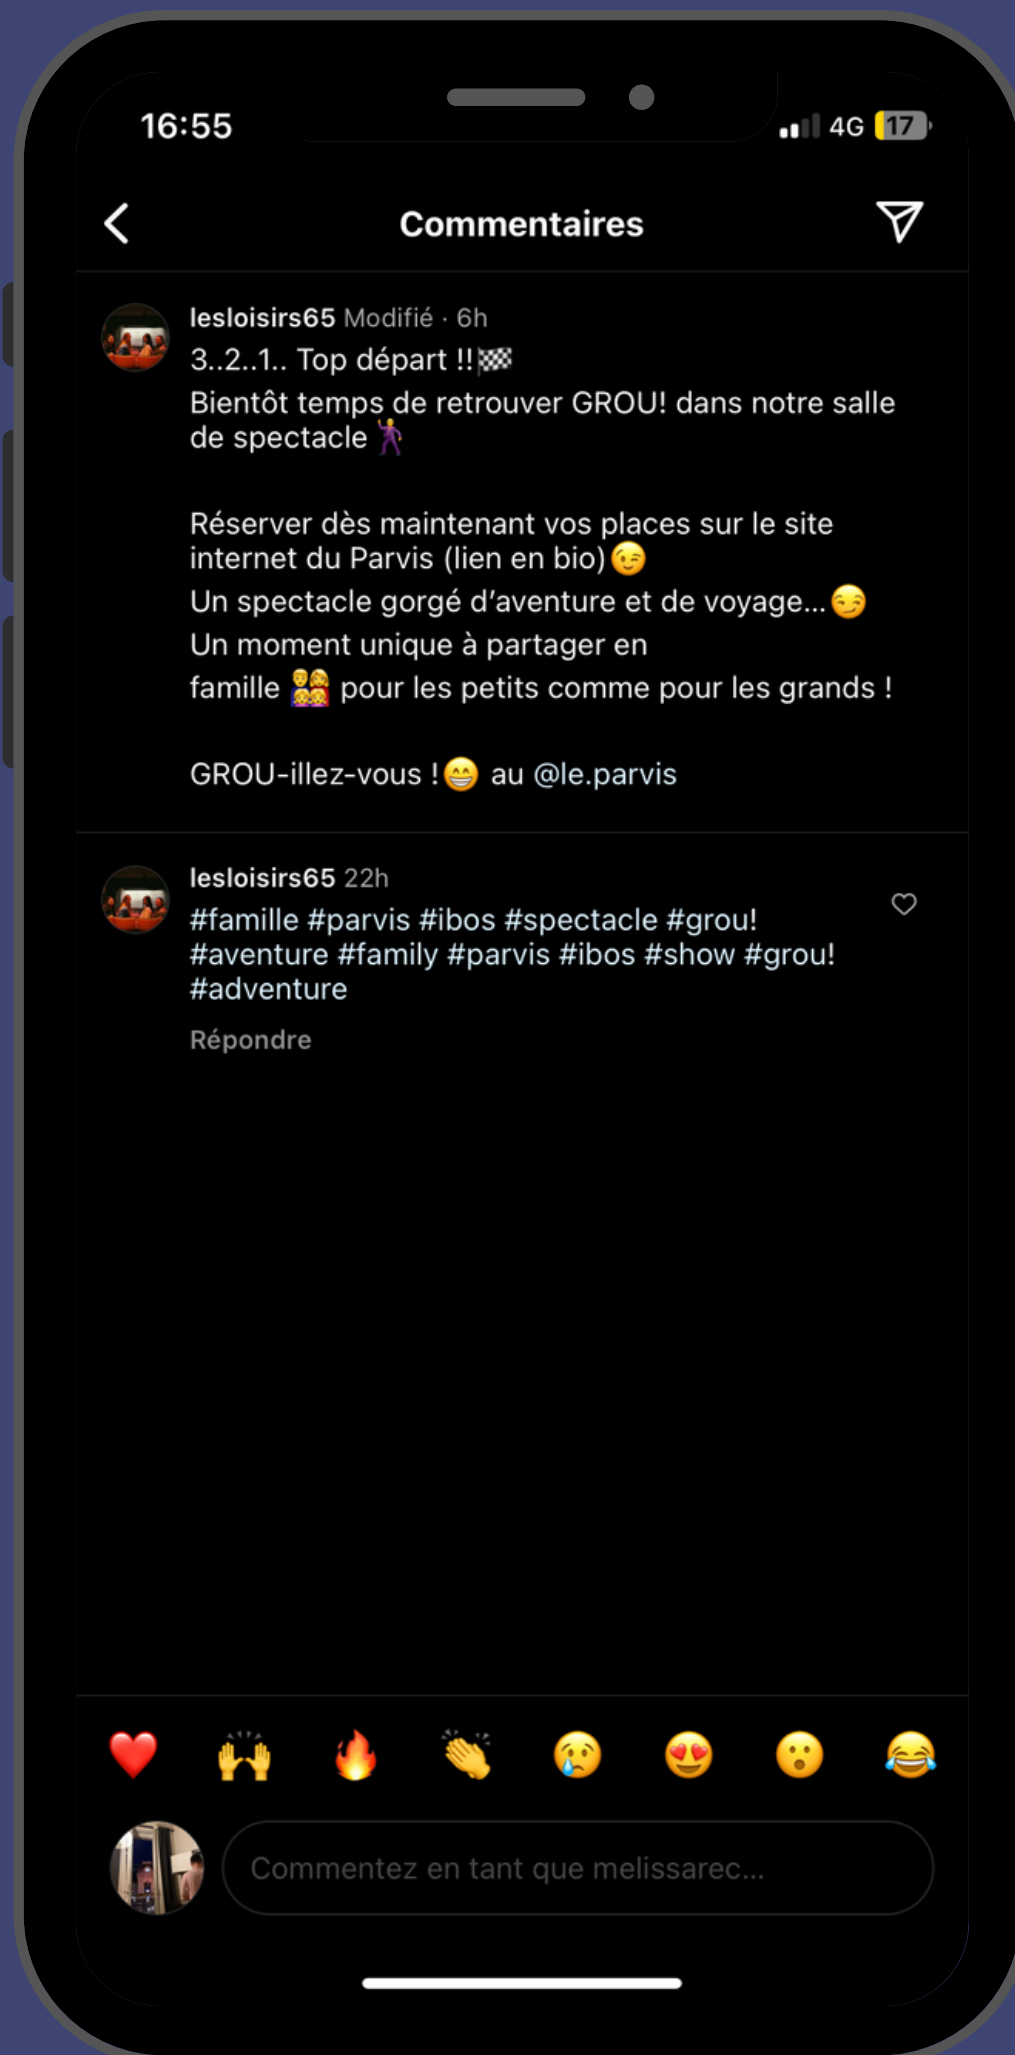 16:55
4G 17
Commentaires
lesloisirs65 Modifié · 6h
3..2..1.. Top départ !!🏁
Bientôt temps de retrouver GROU! dans notre salle
de spectacle🕺
Réserver dès maintenant vos places sur le site
internet du Parvis (lien en bio)😉
Un spectacle gorgé d’aventure et de voyage...😏
Un moment unique à partager en
famille 👨‍👩‍👧‍👧 pour les petits comme pour les grands !
GROU-illez-vous !😁 au @le.parvis
lesloisirs65 22h
#famille #parvis #ibos #spectacle #grou!
#aventure #family #parvis #ibos #show #grou!
#adventure
Répondre
Commentez en tant que melissarec...